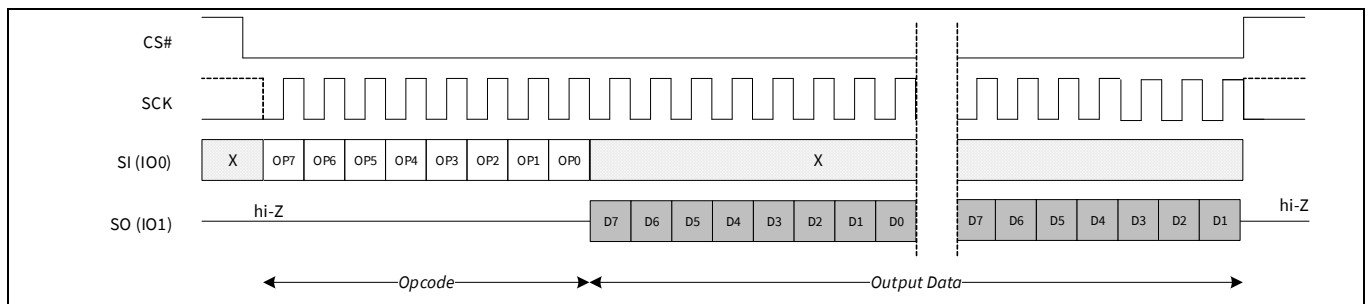 CS#
SCK
SI (IO0) X OP7 OP6 OP5 OP4 OP3 OP2 OP1 OP0 X
SO (IO1) hi-Z D7 D6 D5 D4 D3 D2 D1 D0 D7 D6 D5 D4 D3 D2 D1 hi-Z
Opcode Output Data